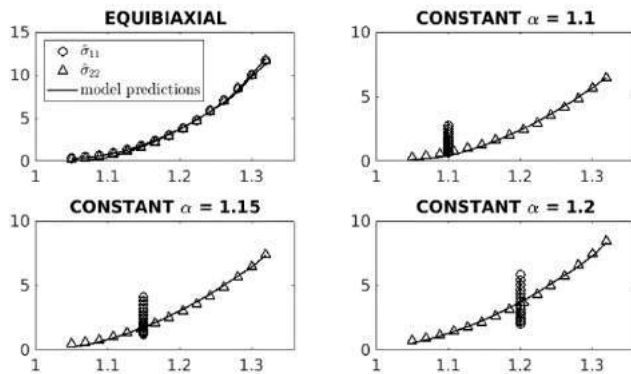 EQUIBIAXIAL
15
10
5
0
1 1.1 1.2 1.3
σ̂₁₁
σ̂₂₂
model predictions
CONSTANT α = 1.1
10
5
0
1 1.1 1.2 1.3
CONSTANT α = 1.15
10
5
0
1 1.1 1.2 1.3
CONSTANT α = 1.2
10
5
0
1 1.1 1.2 1.3